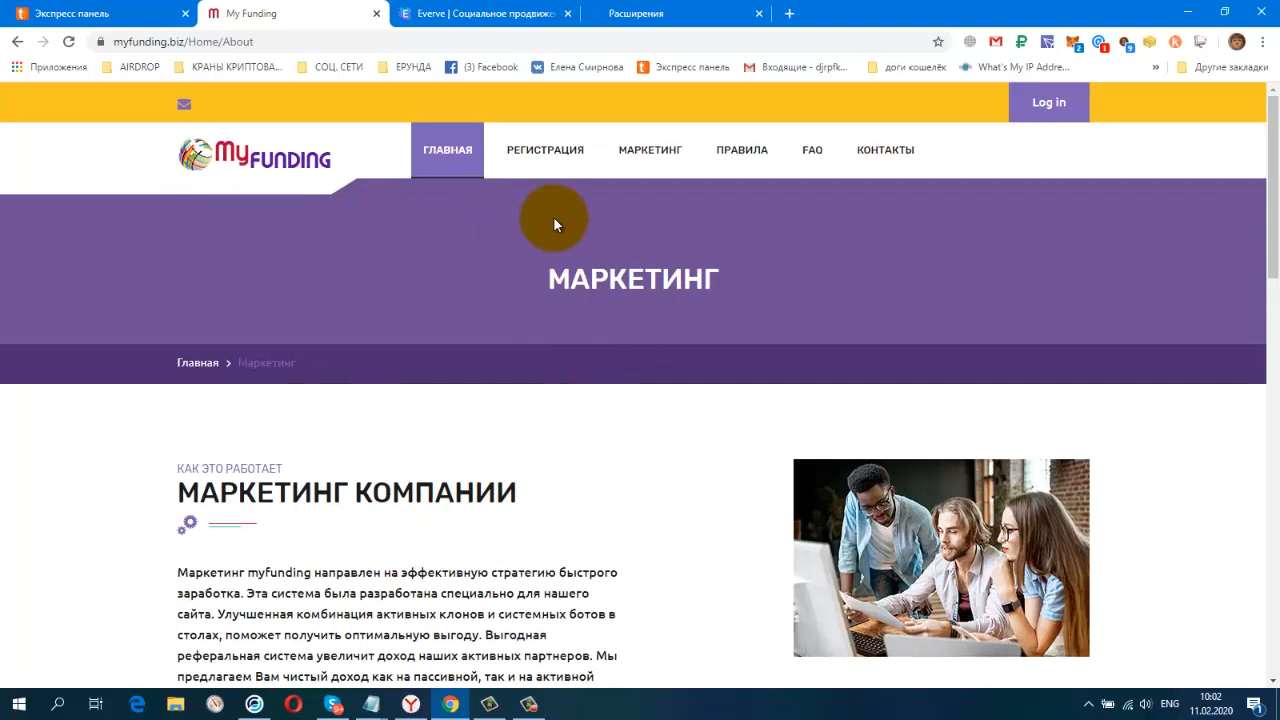 Экспресс панель
My Funding
Everve | Социальное продвиже
Расширения
myfunding.biz/Home/About
2
1
9
Приложения
AIRDROP
КРАНЫ КРИПТОВА...
СОЦ. СЕТИ
ЕРУНДА
(3) Facebook
Елена Смирнова
Экспресс панель
Входящие - djrpfk...
доги кошелёк
What's My IP Addre...
»
Другие закладки
Log in
MyFUNDING
ГЛАВНАЯ
РЕГИСТРАЦИЯ
МАРКЕТИНГ
ПРАВИЛА
FAQ
КОНТАКТЫ
МАРКЕТИНГ
Главная > Маркетинг
КАК ЭТО РАБОТАЕТ
МАРКЕТИНГ КОМПАНИИ
Маркетинг myfunding направлен на эффективную стратегию быстрого
заработка. Эта система была разработана специально для нашего
сайта. Улучшенная комбинация активных клонов и системных ботов в
столах, поможет получить оптимальную выгоду. Выгодная
реферальная система увеличит доход наших активных партнеров. Мы
предлагаем Вам чистый доход как на пассивной, так и на активной
ENG
10:02
11.02.2020